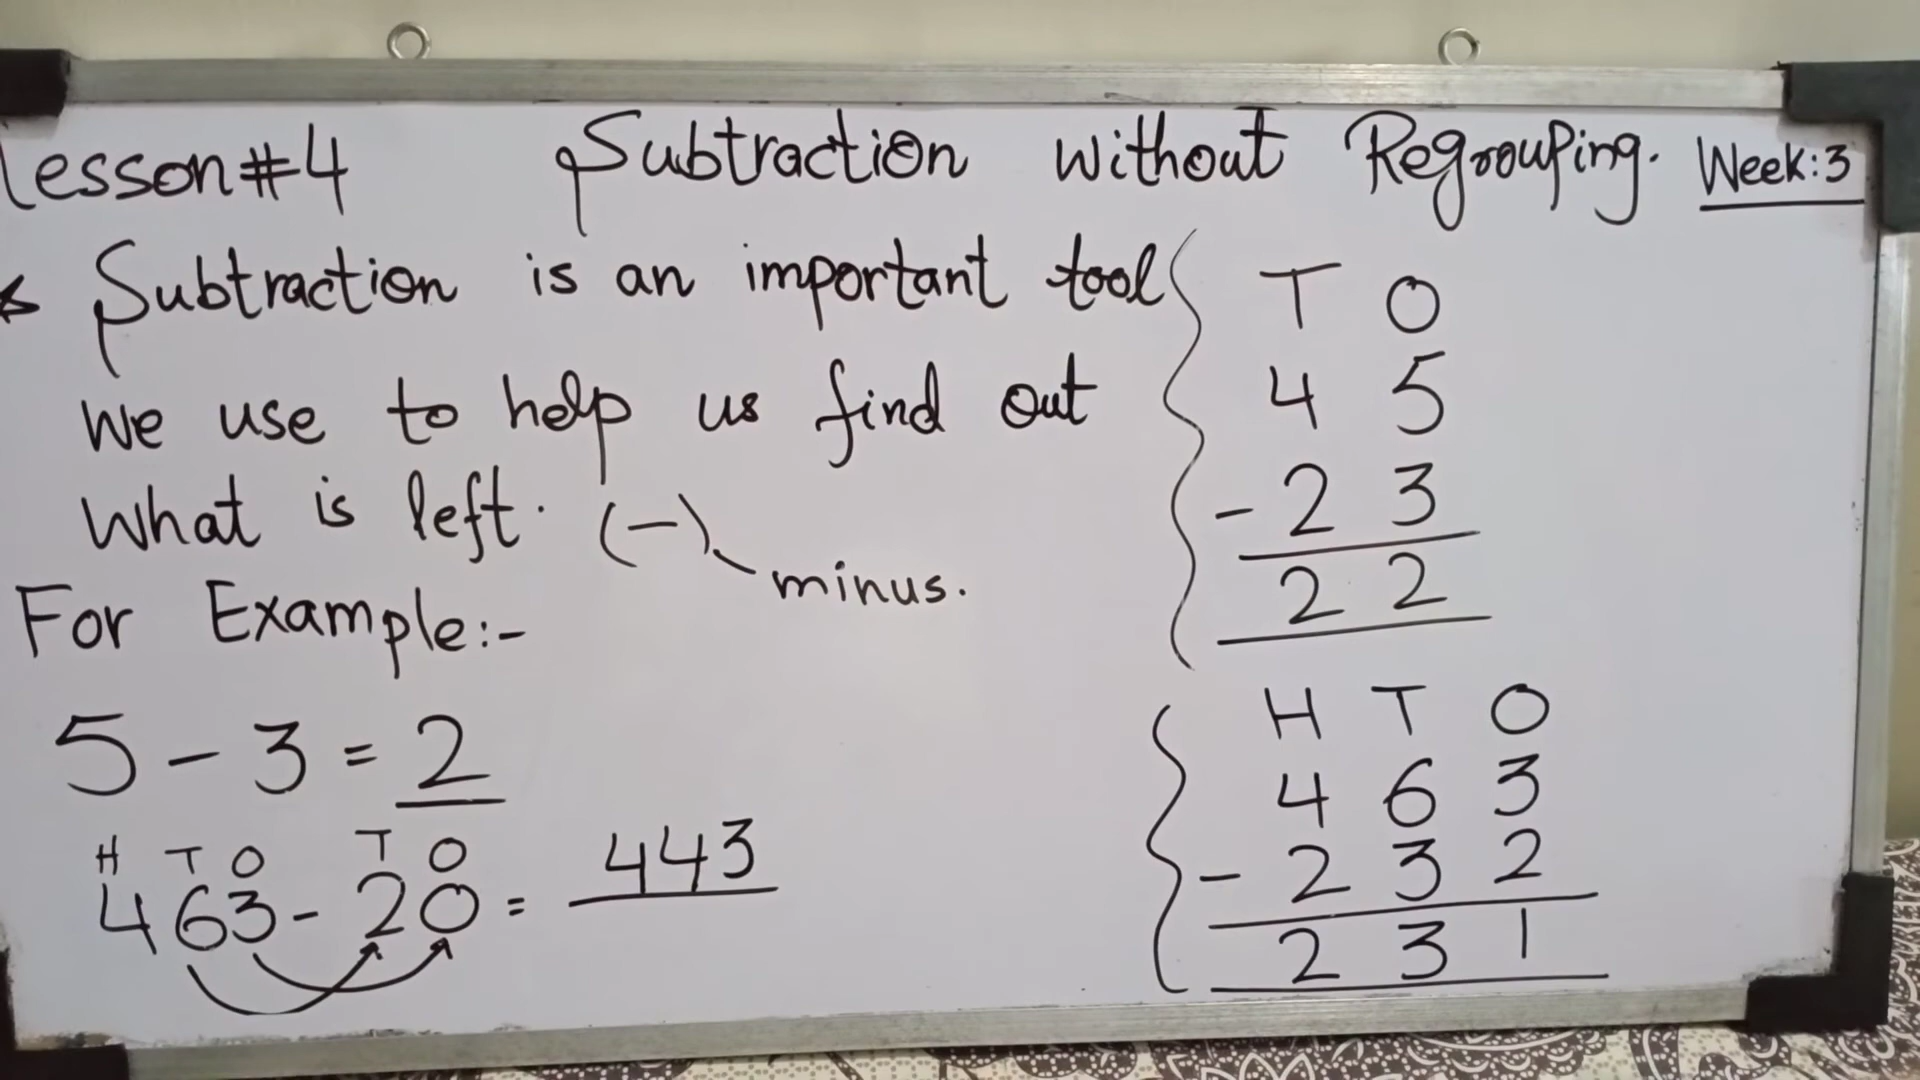 Lesson#4 Subtraction without Regrouping. Week:3
Subtraction is an important tool
we use to help us find out
what is left. (-) minus.
For Example:-
5 - 3 = 2
H T O T O
463 - 20 = 443
T O
4 5
- 2 3
2 2
H T O
4 6 3
- 2 3 2
2 3 1